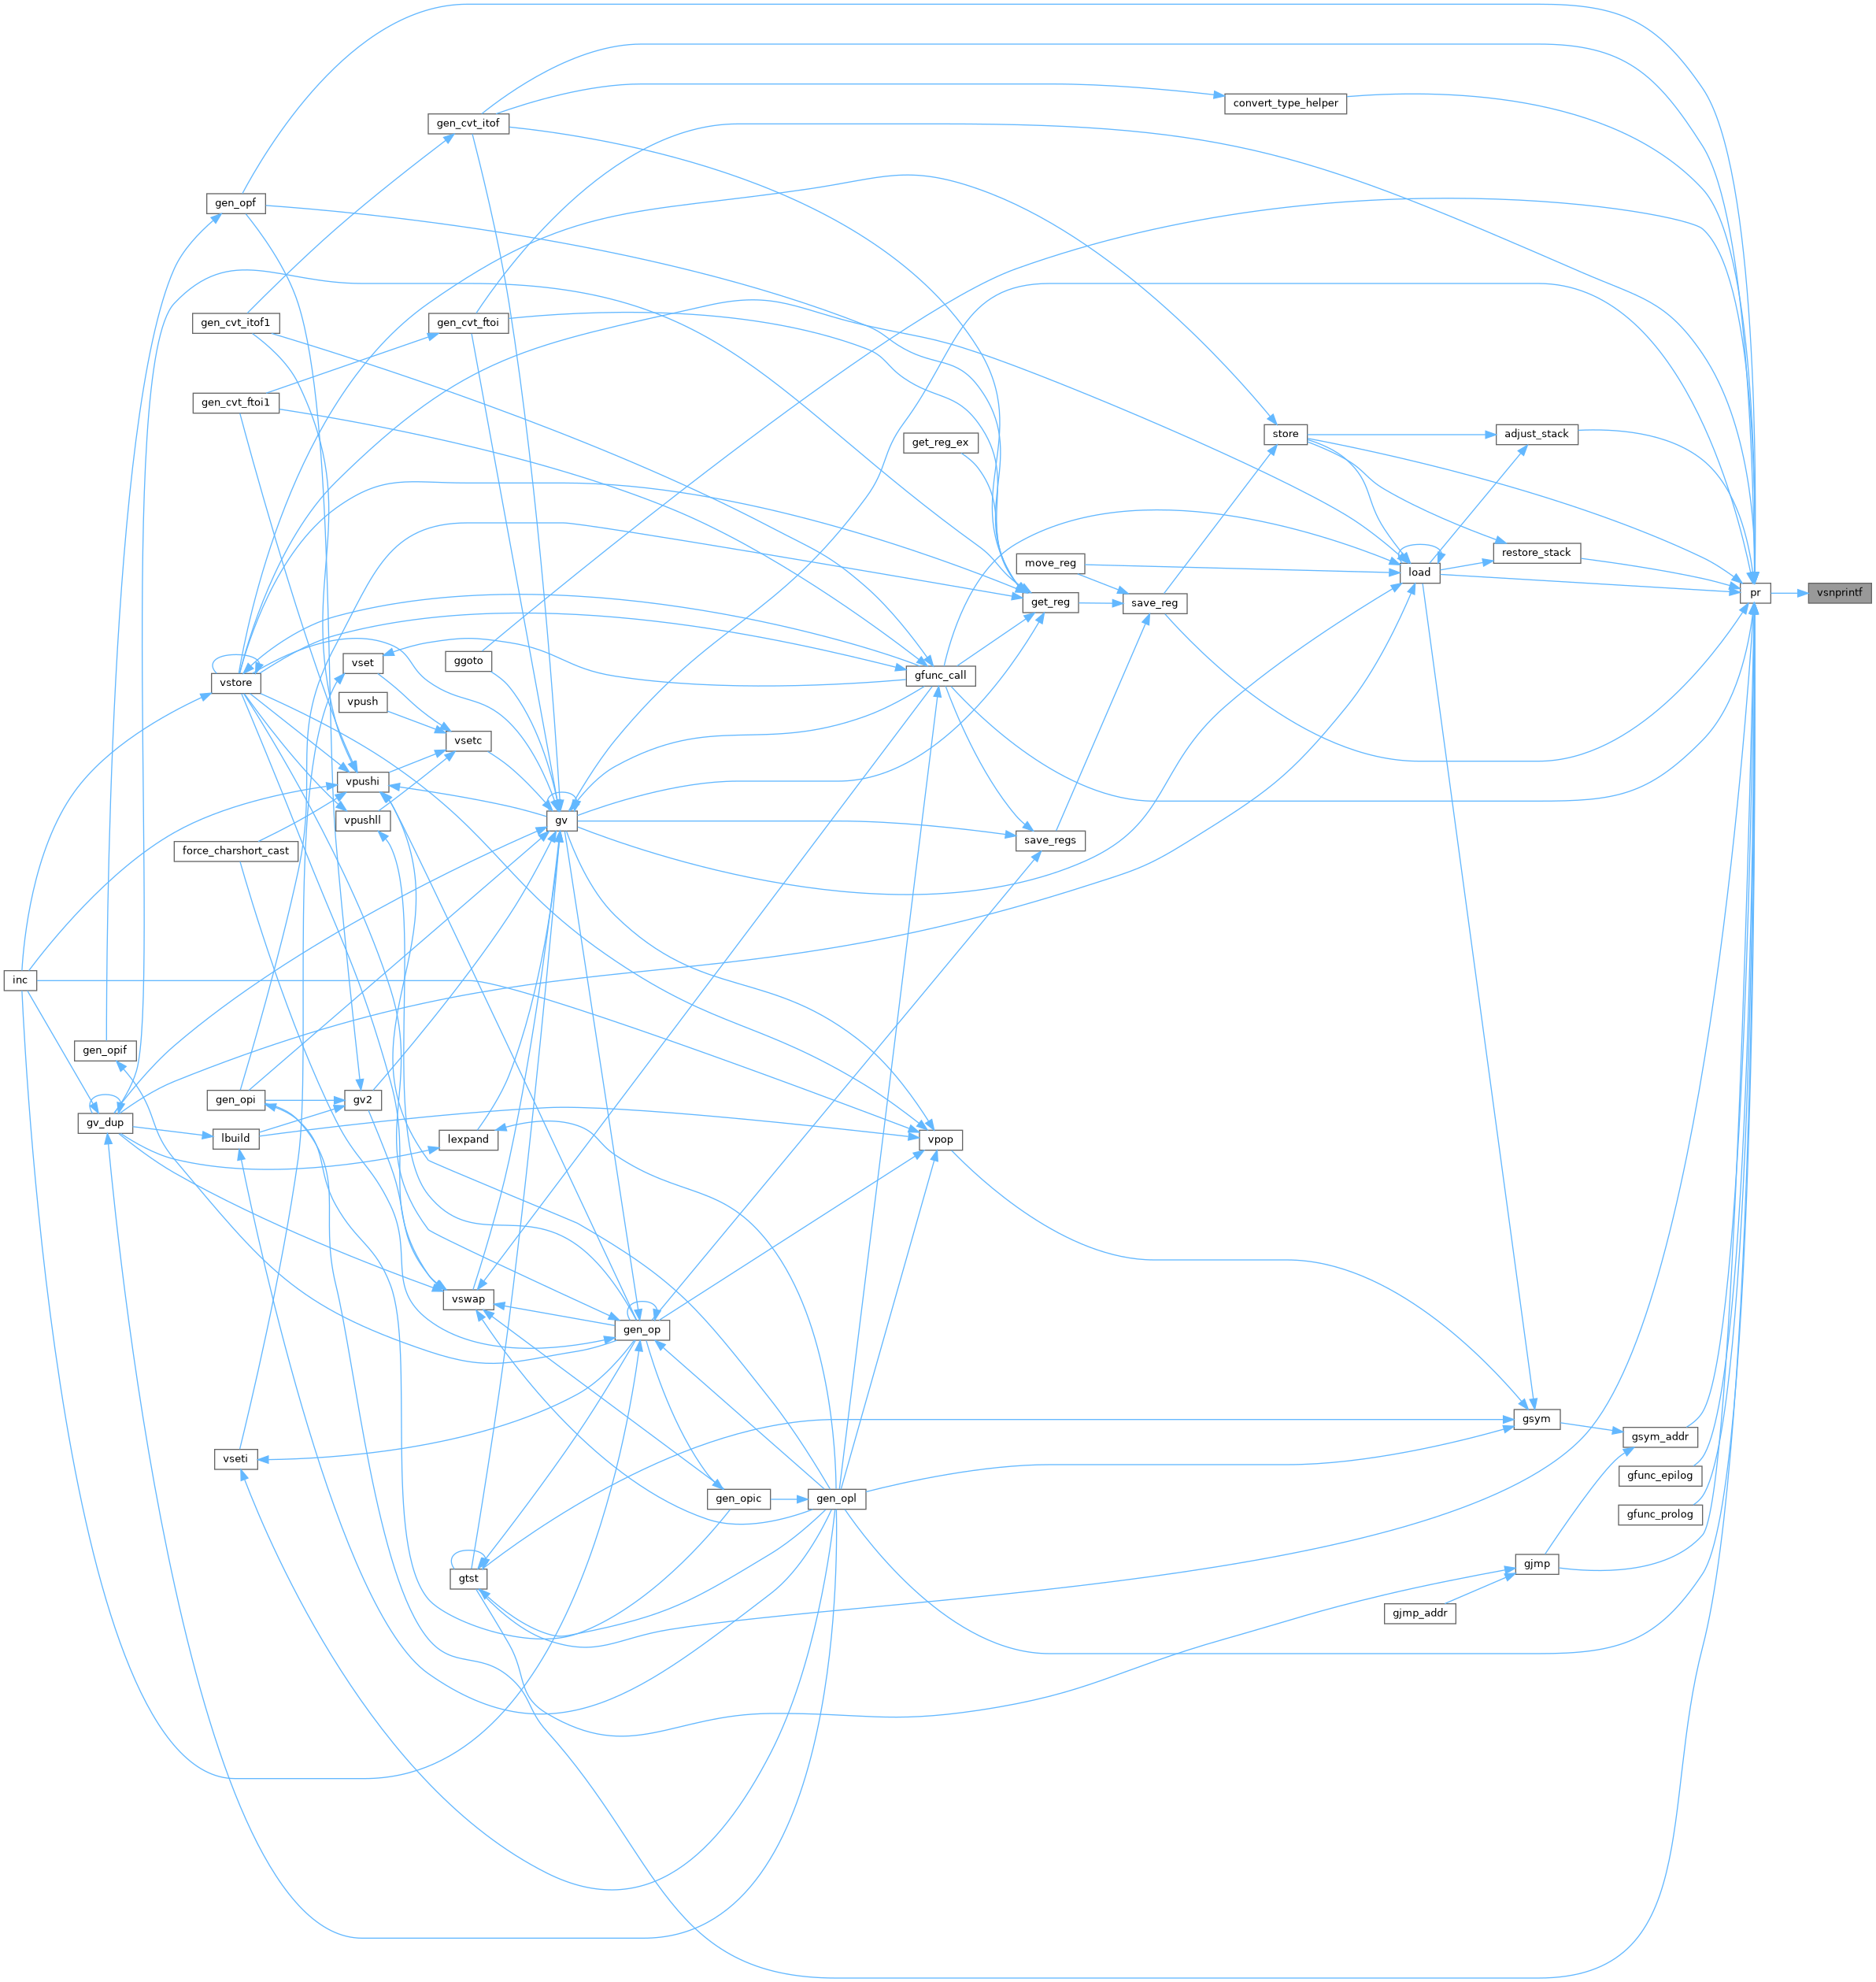 convert_type_helper
gen_cvt_itof
gen_opf
gen_cvt_itof1
gen_cvt_ftoi
gen_cvt_ftoi1
get_reg_ex
store
adjust_stack
restore_stack
move_reg
load
pr
vsnprintf
get_reg
save_reg
ggoto
vset
vstore
gfunc_call
vpush
vsetc
vpushi
vpushll
gv
save_regs
force_charshort_cast
inc
gen_opif
gen_opi
gv2
gv_dup
lbuild
lexpand
vpop
vswap
gen_op
gsym
gsym_addr
vseti
gfunc_epilog
gen_opic
gen_opl
gfunc_prolog
gjmp
gtst
gjmp_addr